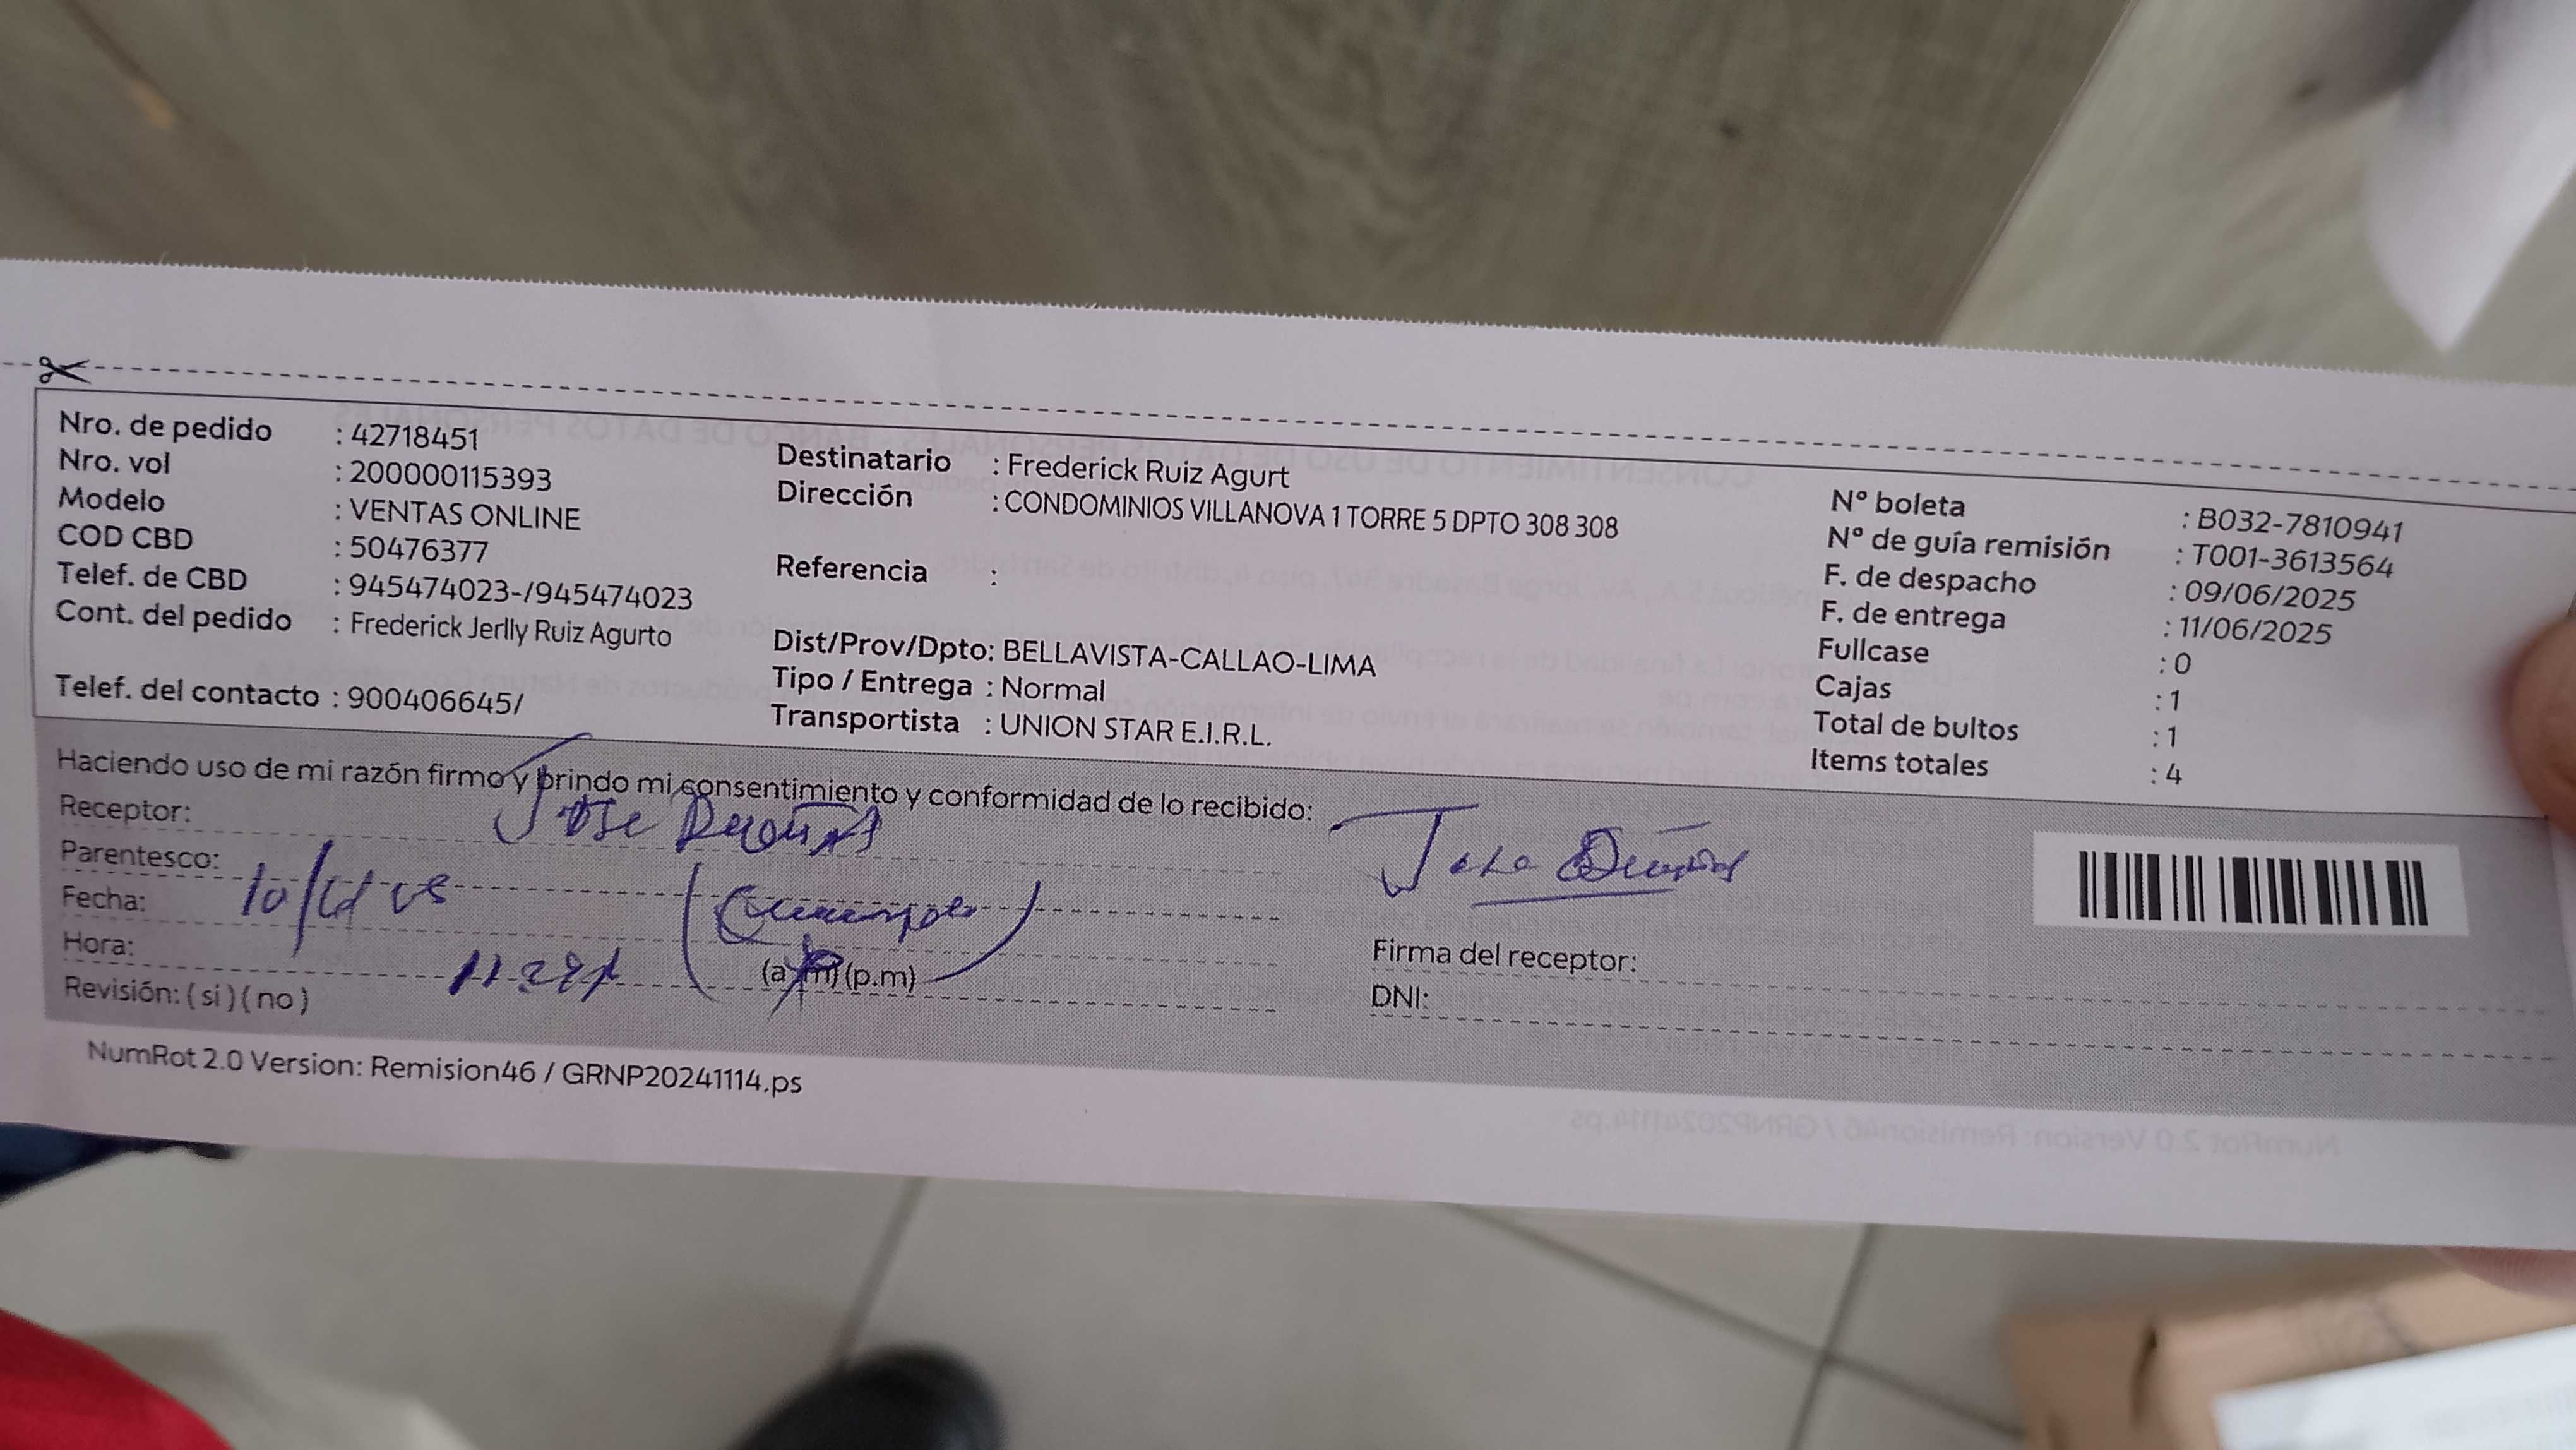 Nro. de pedido : 42718451
Nro. vol : 200000115393
Modelo : VENTAS ONLINE
COD CBD : 50476377
Telef. de CBD : 945474023-/945474023
Cont. del pedido : Frederick Jerlly Ruiz Agurto
Telef. del contacto : 900406645/
Destinatario : Frederick Ruiz Agurt
Dirección : CONDOMINIOS VILLANOVA 1 TORRE 5 DPTO 308 308
Referencia :
Dist/Prov/Dpto: BELLAVISTA-CALLAO-LIMA
Tipo / Entrega : Normal
Transportista : UNION STAR E.I.R.L.
N° boleta : B032-7810941
N° de guía remisión : T001-3613564
F. de despacho : 09/06/2025
F. de entrega : 11/06/2025
Fullcase : 0
Cajas : 1
Total de bultos : 1
Items totales : 4
Haciendo uso de mi razón firmo y brindo mi consentimiento y conformidad de lo recibido:
Receptor: Jose
Parentesco:
Fecha:
Hora: (a.m) (p.m)
Revisión: (si) (no)
Firma del receptor:
DNI:
NumRot 2.0 Version: Remision46 / GRNP20241114.ps